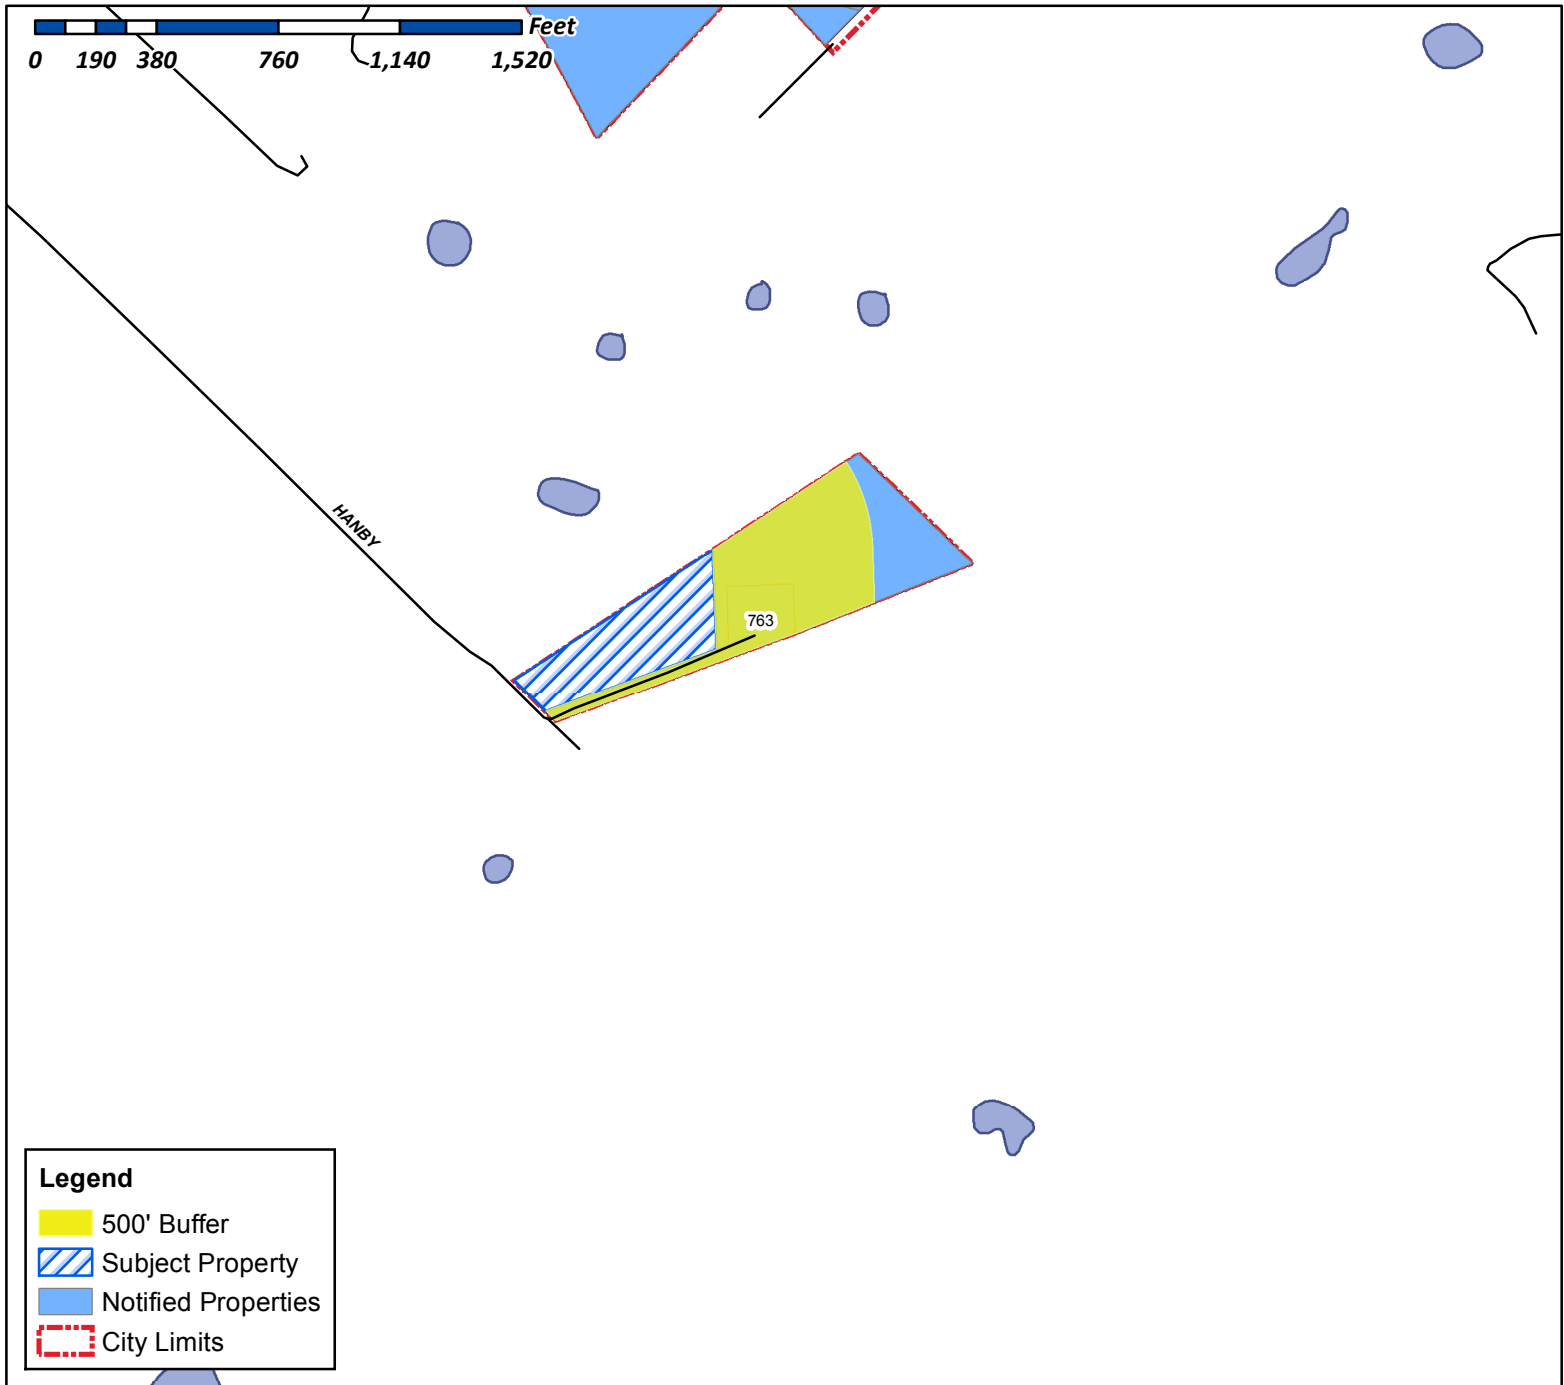 Feet
0 190 380 760 1,140 1,520
HANBY
763
Legend
500' Buffer
Subject Property
Notified Properties
City Limits